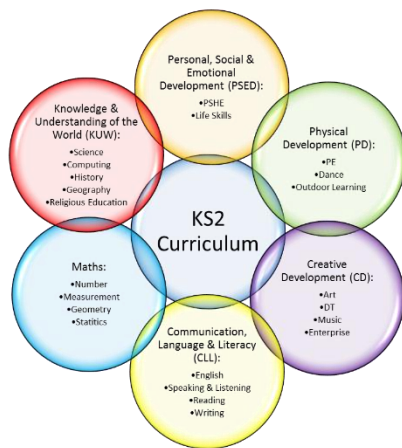 Personal, Social &
Emotional
Development (PSED):
•PSHE
•Life Skills
Knowledge &
Understanding of the
World (KUW):
•Science
•Computing
•History
•Geography
•Religious Education
Physical
Development (PD):
•PE
•Dance
•Outdoor Learning
KS2
Curriculum
Maths:
•Number
•Measurement
•Geometry
•Statitics
Creative
Development (CD):
•Art
•DT
•Music
•Enterprise
Communication,
Language & Literacy
(CLL):
•English
•Speaking & Listening
•Reading
•Writing